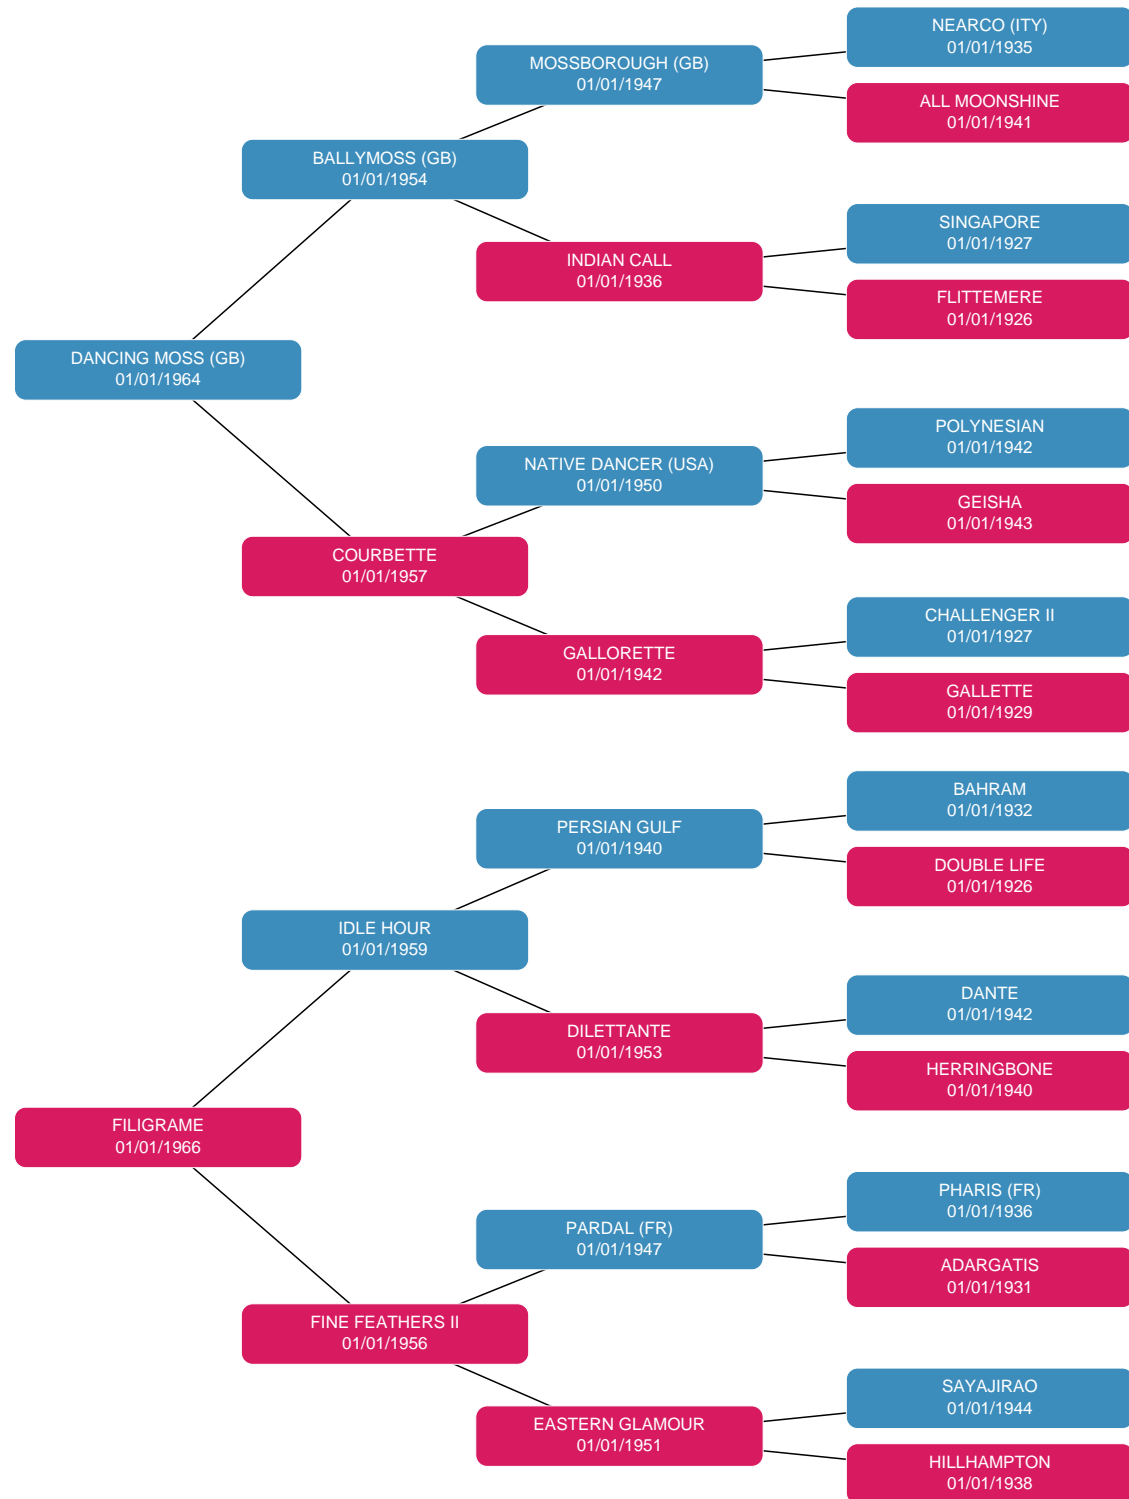 NEARCO (ITY)
01/01/1935
MOSSBOROUGH (GB)
01/01/1947
ALL MOONSHINE
01/01/1941
BALLYMOSS (GB)
01/01/1954
SINGAPORE
01/01/1927
INDIAN CALL
01/01/1936
FLITTEMERE
01/01/1926
DANCING MOSS (GB)
01/01/1964
POLYNESIAN
01/01/1942
NATIVE DANCER (USA)
01/01/1950
GEISHA
01/01/1943
COURBETTE
01/01/1957
CHALLENGER II
01/01/1927
GALLORETTE
01/01/1942
GALLETTE
01/01/1929
BAHRAM
01/01/1932
PERSIAN GULF
01/01/1940
DOUBLE LIFE
01/01/1926
IDLE HOUR
01/01/1959
DANTE
01/01/1942
DILETTANTE
01/01/1953
HERRINGBONE
01/01/1940
FILIGRAME
01/01/1966
PHARIS (FR)
01/01/1936
PARDAL (FR)
01/01/1947
ADARGATIS
01/01/1931
FINE FEATHERS II
01/01/1956
SAYAJIRAO
01/01/1944
EASTERN GLAMOUR
01/01/1951
HILLHAMPTON
01/01/1938